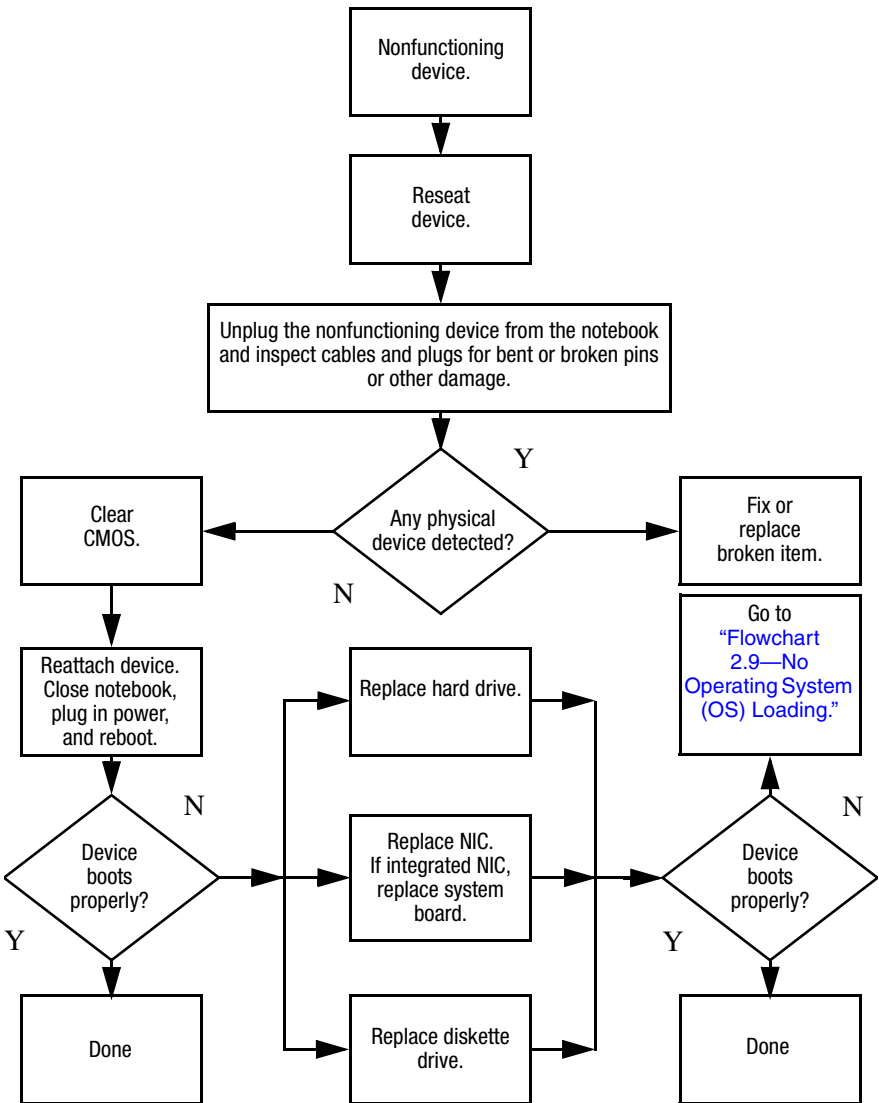 Nonfunctioning
device.
Reseat
device.
Unplug the nonfunctioning device from the notebook
and inspect cables and plugs for bent or broken pins
or other damage.
Y
Any physical
device detected?
N
Clear
CMOS.
Fix or
replace
broken item.
Reattach device.
Close notebook,
plug in power,
and reboot.
Go to
“Flowchart
2.9—No
Operating System
(OS) Loading.”
Replace hard drive.
N
Device
boots
properly?
Y
Replace NIC.
If integrated NIC,
replace system
board.
N
Device
boots
properly?
Y
Done
Replace diskette
drive.
Done